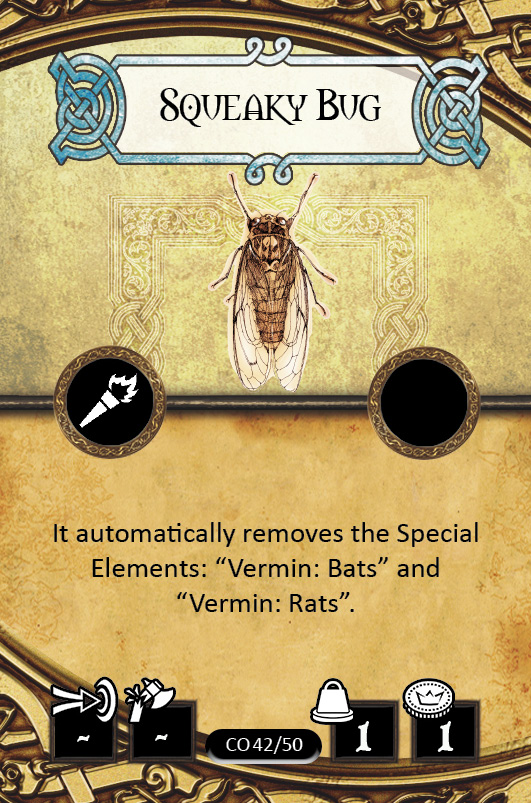 Squeaky Bug
It automatically removes the Special
Elements: “Vermin: Bats” and
“Vermin: Rats”.
~ ~ CO 42/50 1 1